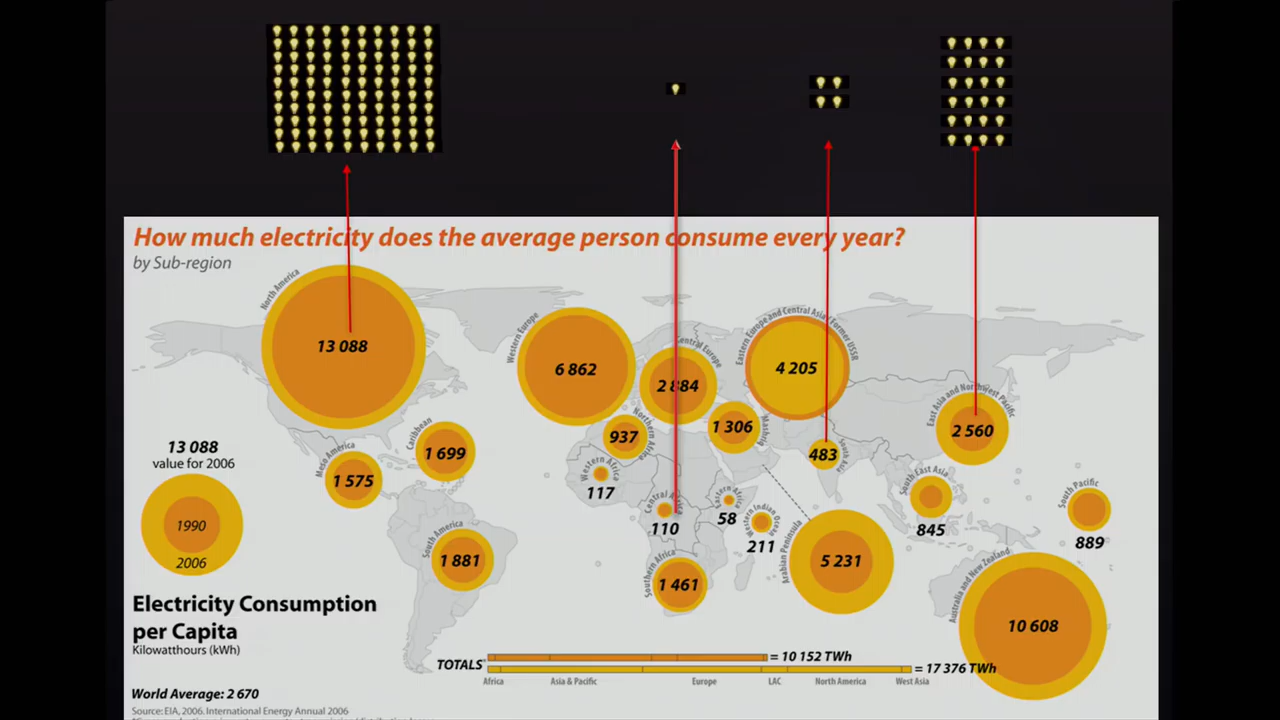 How much electricity does the average person consume every year?
by Sub-region
North America
13 088
Western Europe
6 862
Central Europe
2 884
Eastern Europe and Central Asia / Former USSR
4 205
East Asia and Northwest Pacific
2 560
Caribbean
1 699
Meso America
1 575
Northern Africa
937
Mashriq
1 306
South Asia
483
Western Africa
117
Central Africa
110
Eastern Africa
58
Western Indian Ocean
211
South East Asia
845
South Pacific
889
South America
1 881
Southern Africa
1 461
Arabian Peninsula
5 231
Australia and New Zealand
10 608
13 088
value for 2006
1990
2006
Electricity Consumption
per Capita
Kilowatthours (kWh)
TOTALS*
= 10 152 TWh
= 17 376 TWh
Africa Asia & Pacific Europe LAC North America West Asia
World Average: 2 670
Source: EIA, 2006. International Energy Annual 2006